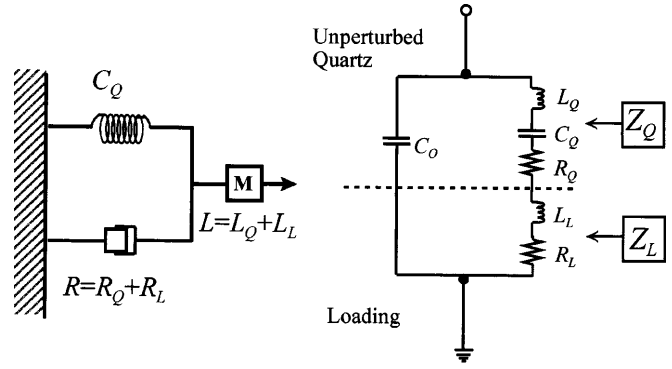 C_Q
M
L=L_Q+L_L
R=R_Q+R_L
Unperturbed
Quartz
L_Q
C_Q
Z_Q
C_O
R_Q
L_L
Z_L
R_L
Loading